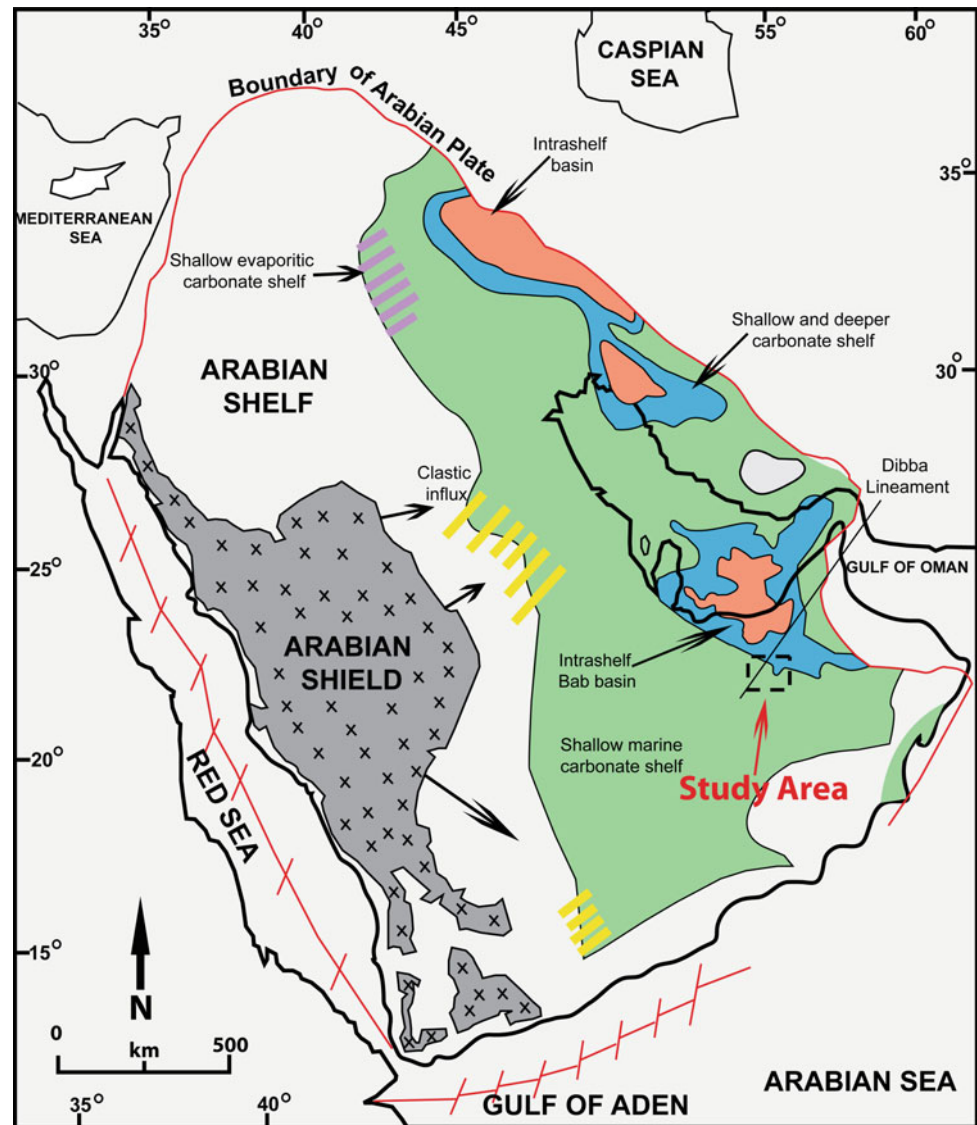 35°
40°
45°
55°
60°
CASPIAN
SEA
Boundary of Arabian Plate
Intrashelf
basin
35°
MEDITERRANEAN
SEA
Shallow evaporitic
carbonate shelf
Shallow and deeper
carbonate shelf
30°
30°
ARABIAN
SHELF
Clastic
influx
Dibba
Lineament
25°
GULF OF OMAN
ARABIAN
SHIELD
Intrashelf
Bab basin
Shallow marine
carbonate shelf
20°
Study Area
RED SEA
15°
N
0
500
km
ARABIAN SEA
GULF OF ADEN
35°
40°